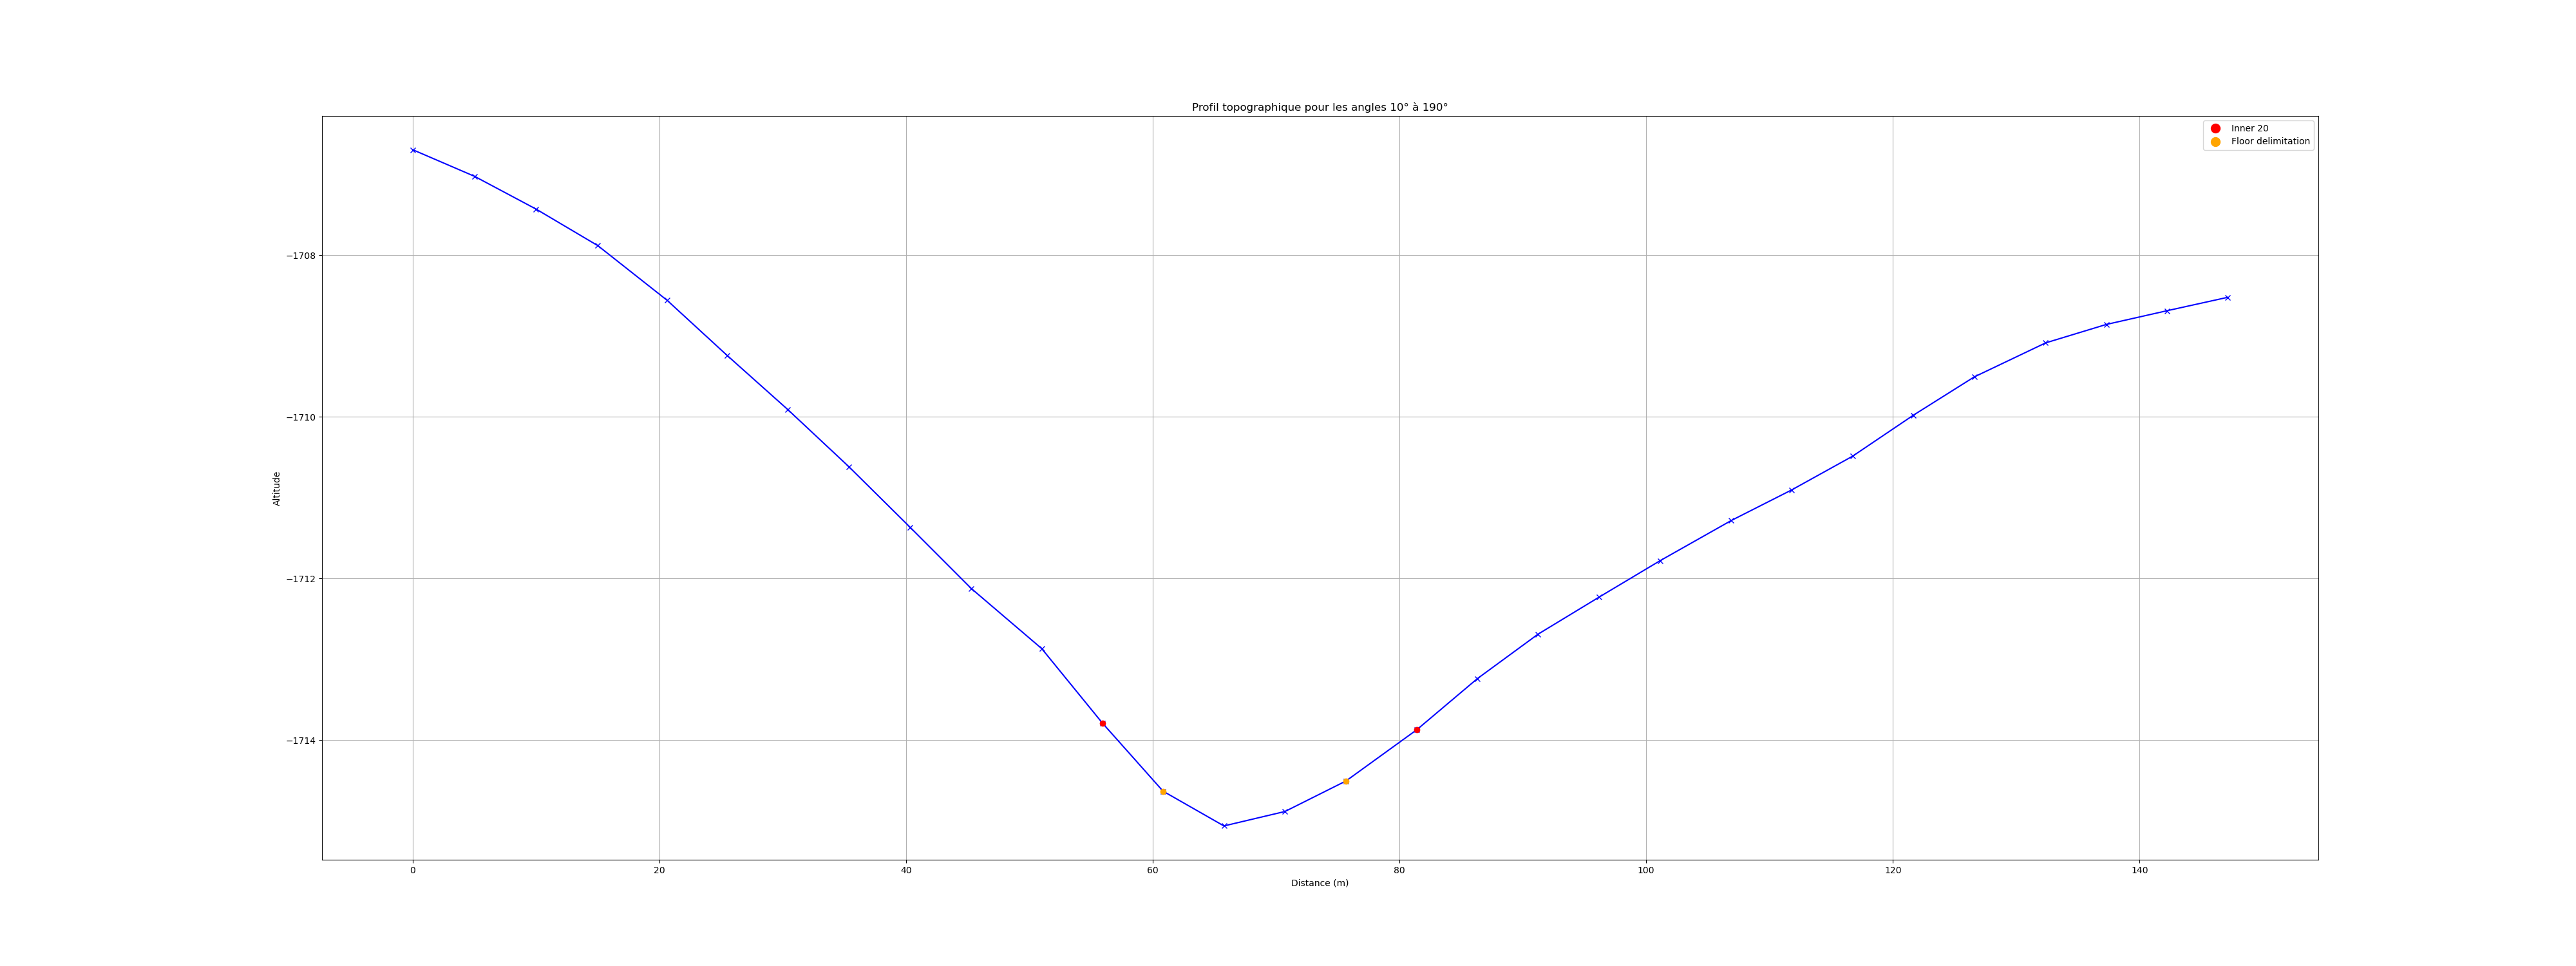 Profil topographique pour les angles 10° à 190°
Inner 20
Floor delimitation
−1708
−1710
−1712
−1714
Altitude
0 20 40 60 80 100 120 140
Distance (m)